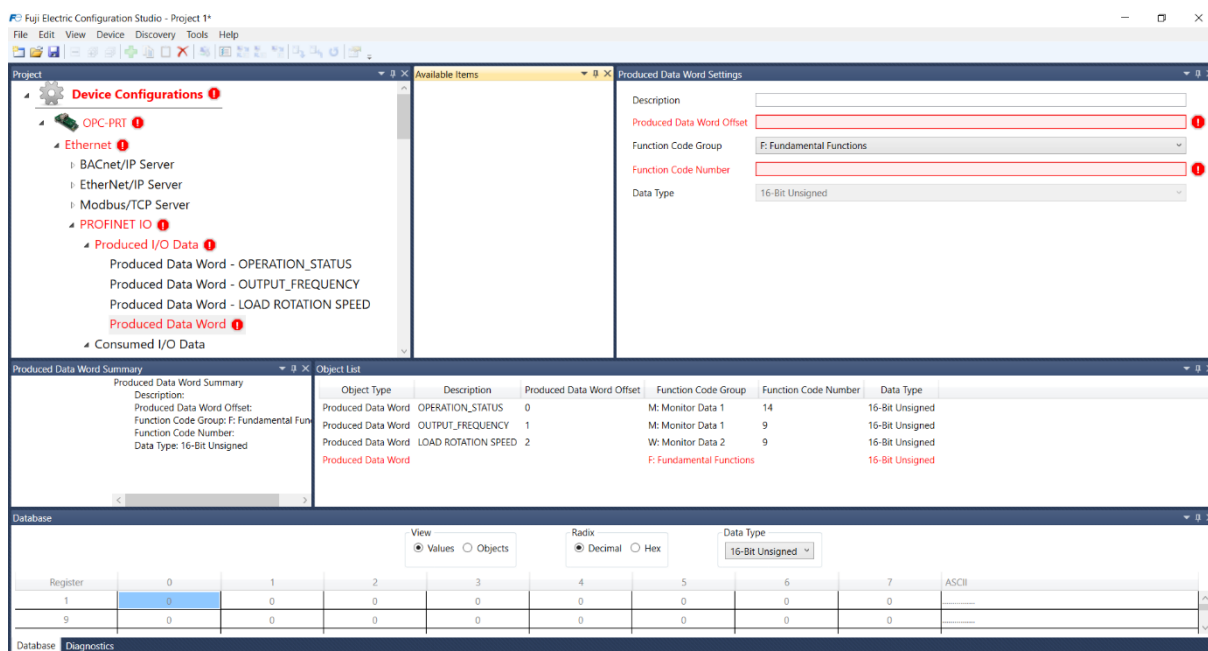 Fuji Electric Configuration Studio - Project 1*
File Edit View Device Discovery Tools Help
Project
Device Configurations
OPC-PRT
Ethernet
BACnet/IP Server
EtherNet/IP Server
Modbus/TCP Server
PROFINET IO
Produced I/O Data
Produced Data Word - OPERATION_STATUS
Produced Data Word - OUTPUT_FREQUENCY
Produced Data Word - LOAD ROTATION SPEED
Produced Data Word
Consumed I/O Data
Available Items
Produced Data Word Settings
Description
Produced Data Word Offset
Function Code Group F: Fundamental Functions
Function Code Number
Data Type 16-Bit Unsigned
Produced Data Word Summary
Produced Data Word Summary
Description:
Produced Data Word Offset:
Function Code Group: F: Fundamental Fun
Function Code Number:
Data Type: 16-Bit Unsigned
Object List
Object Type Description Produced Data Word Offset Function Code Group Function Code Number Data Type
Produced Data Word OPERATION_STATUS 0 M: Monitor Data 1 14 16-Bit Unsigned
Produced Data Word OUTPUT_FREQUENCY 1 M: Monitor Data 1 9 16-Bit Unsigned
Produced Data Word LOAD ROTATION SPEED 2 W: Monitor Data 2 9 16-Bit Unsigned
Produced Data Word F: Fundamental Functions 16-Bit Unsigned
Database
View Radix Data Type
Values Objects Decimal Hex 16-Bit Unsigned
Register 0 1 2 3 4 5 6 7 ASCII
1 0 0 0 0 0 0 0 0 ................
9 0 0 0 0 0 0 0 0 ................
Database Diagnostics